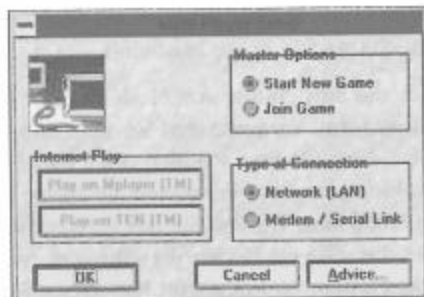 Master Options
Start New Game
Join Game
Internet Play
Play on Mplayer (TM)
Play on TEN (TM)
Type of Connection
Network (LAN)
Modem / Serial Link
OK
Cancel
Advice...